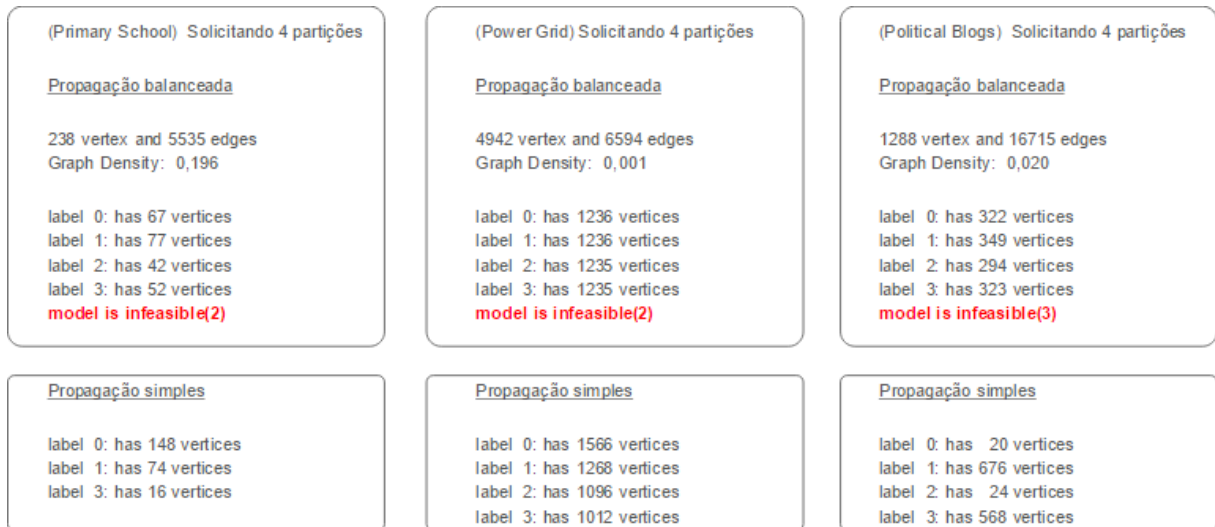 (Primary School) Solicitando 4 partições
Propagação balanceada
238 vertex and 5535 edges
Graph Density: 0,196
label 0: has 67 vertices
label 1: has 77 vertices
label 2: has 42 vertices
label 3: has 52 vertices
model is infeasible(2)
(Power Grid) Solicitando 4 partições
Propagação balanceada
4942 vertex and 6594 edges
Graph Density: 0,001
label 0: has 1236 vertices
label 1: has 1236 vertices
label 2: has 1235 vertices
label 3: has 1235 vertices
model is infeasible(2)
(Political Blogs) Solicitando 4 partições
Propagação balanceada
1288 vertex and 16715 edges
Graph Density: 0,020
label 0: has 322 vertices
label 1: has 349 vertices
label 2: has 294 vertices
label 3: has 323 vertices
model is infeasible(3)
Propagação simples
label 0: has 148 vertices
label 1: has 74 vertices
label 3: has 16 vertices
Propagação simples
label 0: has 1566 vertices
label 1: has 1268 vertices
label 2: has 1096 vertices
label 3: has 1012 vertices
Propagação simples
label 0: has 20 vertices
label 1: has 676 vertices
label 2: has 24 vertices
label 3: has 568 vertices